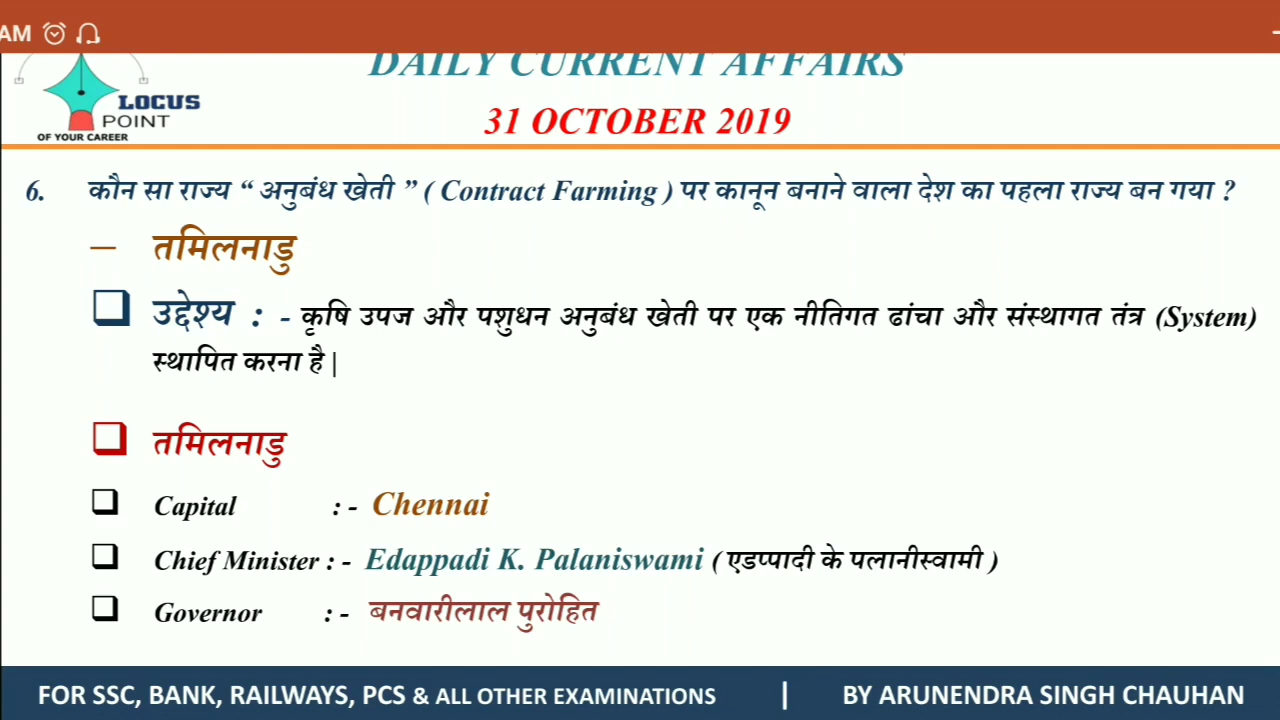 AM
DAILY CURRENT AFFAIRS
LOCUS
POINT
OF YOUR CAREER
31 OCTOBER 2019
6. कौन सा राज्य “ अनुबंध खेती ” ( Contract Farming ) पर कानून बनाने वाला देश का पहला राज्य बन गया ?
– तमिलनाडु
❑ उद्देश्य : - कृषि उपज और पशुधन अनुबंध खेती पर एक नीतिगत ढांचा और संस्थागत तंत्र (System)
स्थापित करना है |
❑ तमिलनाडु
❑ Capital : - Chennai
❑ Chief Minister : - Edappadi K. Palaniswami ( एडप्पादी के पलानीस्वामी )
❑ Governor : - बनवारीलाल पुरोहित
FOR SSC, BANK, RAILWAYS, PCS & ALL OTHER EXAMINATIONS | BY ARUNENDRA SINGH CHAUHAN